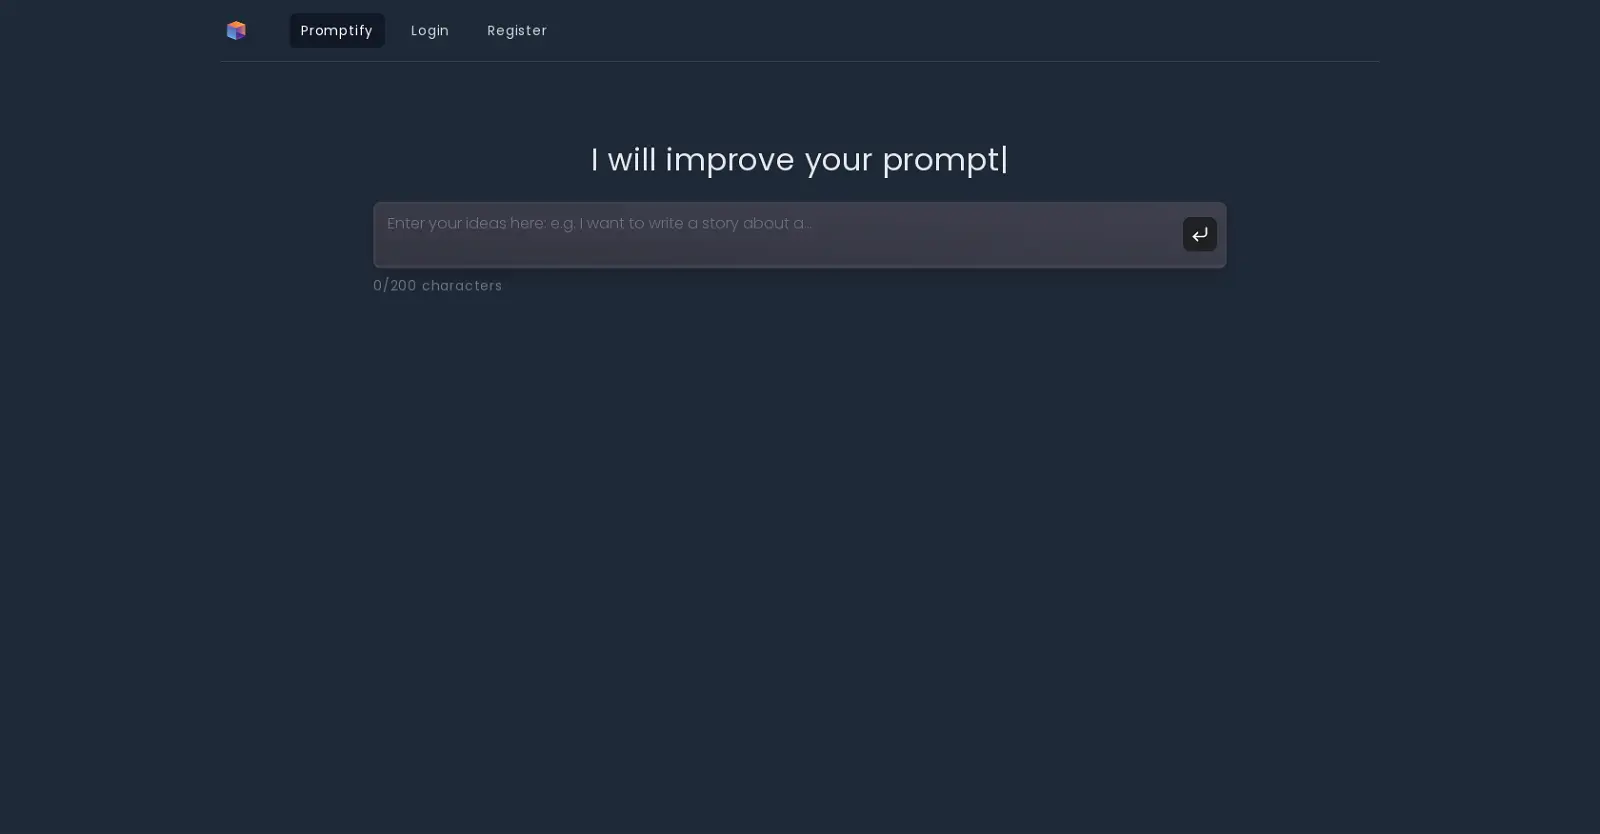 Promptify Login Register
I will improve your prompt|
Enter your ideas here: e.g. I want to write a story about a...
0/200 characters